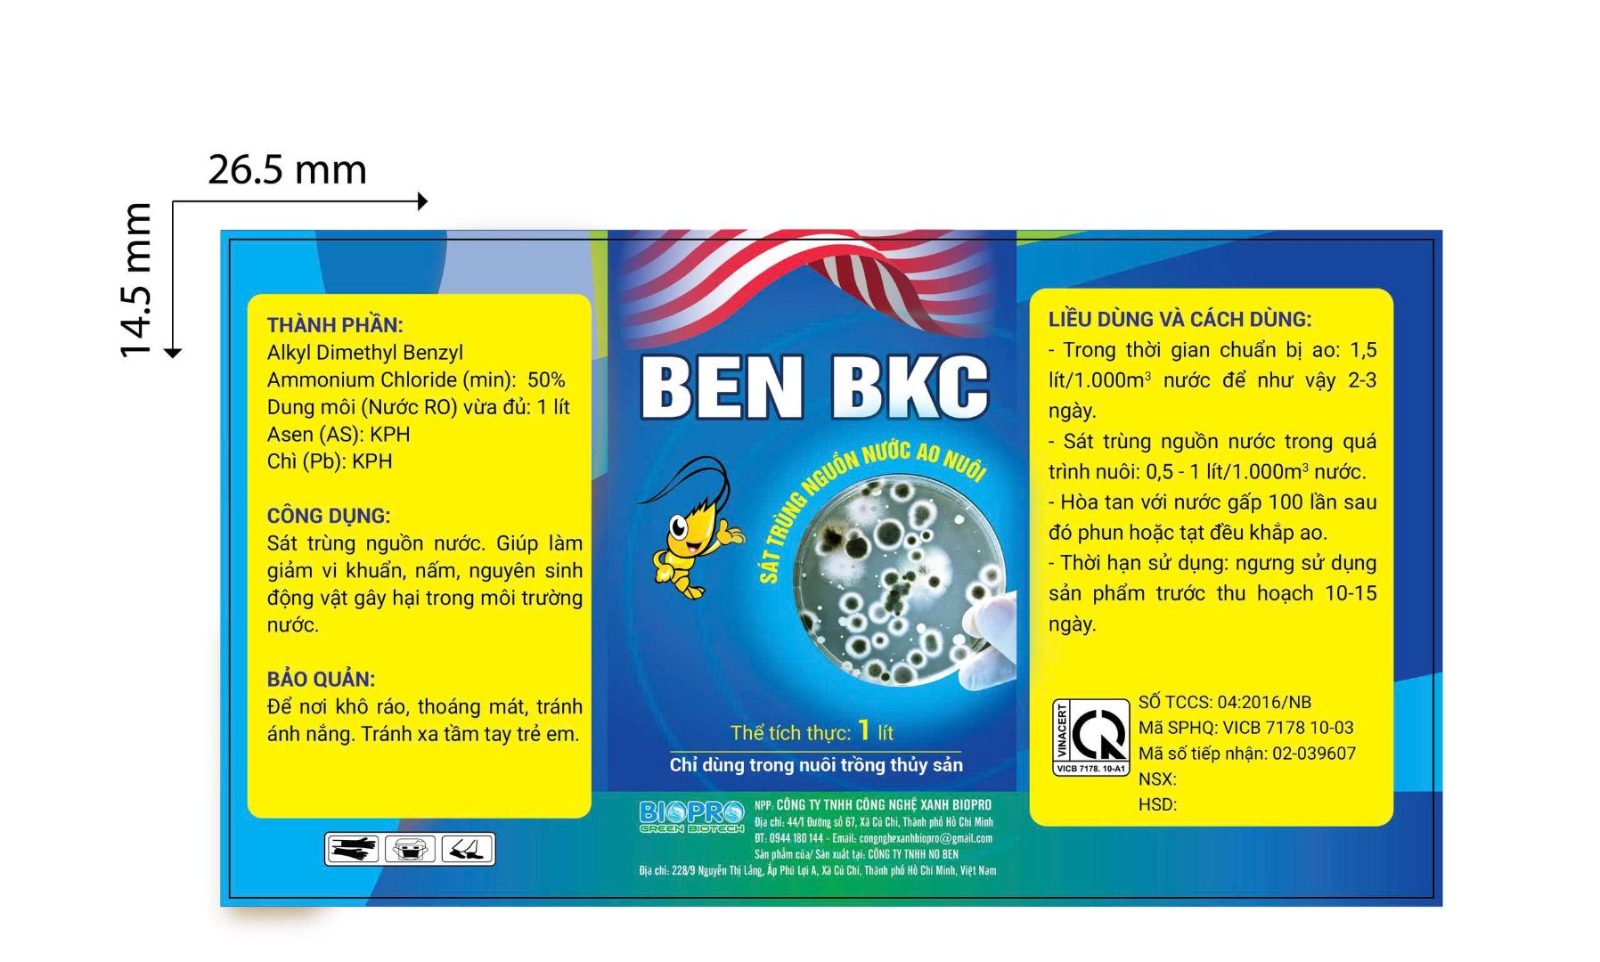 26.5 mm
14.5 mm
THÀNH PHẦN:
Alkyl Dimethyl Benzyl
Ammonium Chloride (min): 50%
Dung môi (Nước RO) vừa đủ: 1 lít
Asen (AS): KPH
Chì (Pb): KPH
CÔNG DỤNG:
Sát trùng nguồn nước. Giúp làm
giảm vi khuẩn, nấm, nguyên sinh
động vật gây hại trong môi trường
nước.
BẢO QUẢN:
Để nơi khô ráo, thoáng mát, tránh
ánh nắng. Tránh xa tầm tay trẻ em.
BEN BKC
SÁT TRÙNG NGUỒN NƯỚC AO NUÔI
Thể tích thực: 1 lít
Chỉ dùng trong nuôi trồng thủy sản
BIOPRO
GREEN BIOTECH
NPP: CÔNG TY TNHH CÔNG NGHỆ XANH BIOPRO
Địa chỉ: 44/1 Đường số 67, Xã Củ Chi, Thành phố Hồ Chí Minh
ĐT: 0944 180 144 - Email: congnghexanhbiopro@gmail.com
Sản phẩm của/ Sản xuất tại: CÔNG TY TNHH NO BEN
Địa chỉ: 228/9 Nguyễn Thị Lắng, Ấp Phú Lợi A, Xã Củ Chi, Thành phố Hồ Chí Minh, Việt Nam
LIỀU DÙNG VÀ CÁCH DÙNG:
- Trong thời gian chuẩn bị ao: 1,5
lít/1.000m³ nước để như vậy 2-3
ngày.
- Sát trùng nguồn nước trong quá
trình nuôi: 0,5 - 1 lít/1.000m³ nước.
- Hòa tan với nước gấp 100 lần sau
đó phun hoặc tạt đều khắp ao.
- Thời hạn sử dụng: ngưng sử dụng
sản phẩm trước thu hoạch 10-15
ngày.
VINACERT
VICB 7178. 10-A1
SỐ TCCS: 04:2016/NB
Mã SPHQ: VICB 7178 10-03
Mã số tiếp nhận: 02-039607
NSX:
HSD: